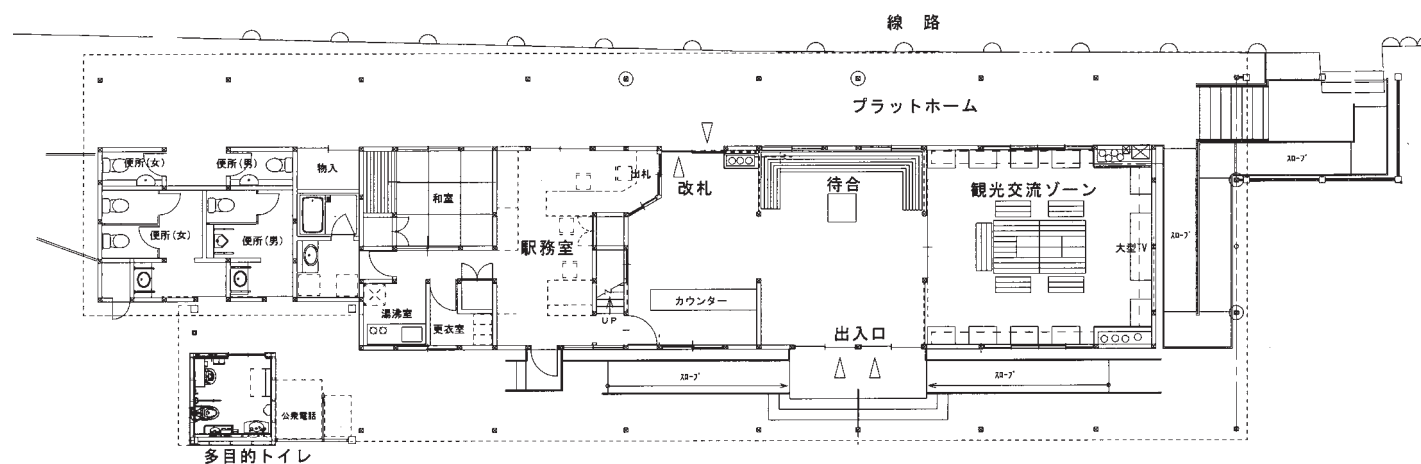 線路
プラットホーム
便所(女)
便所(男)
物入
和室
出札
改札
待合
観光交流ゾーン
スロープ
便所(女)
便所(男)
駅務室
大型TV
スロープ
湯沸室
更衣室
UP
カウンター
出入口
スロープ
スロープ
公衆電話
多目的トイレ